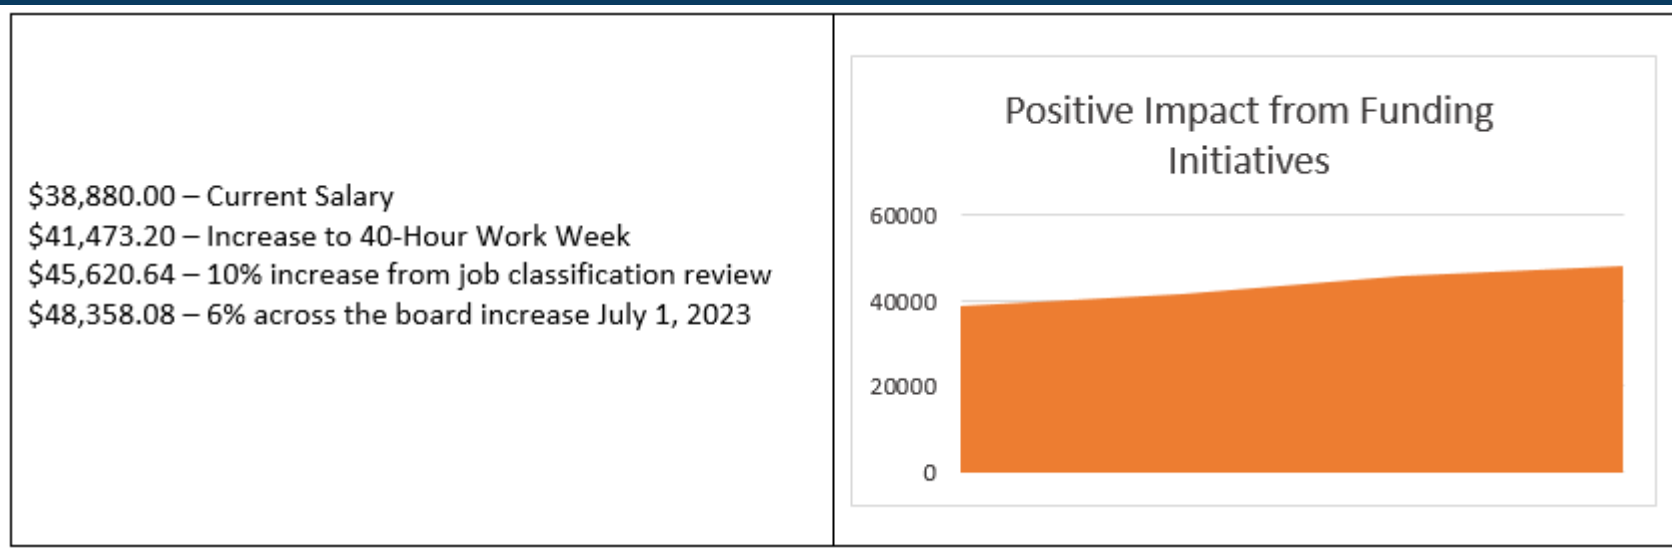 $38,880.00 – Current Salary
$41,473.20 – Increase to 40-Hour Work Week
$45,620.64 – 10% increase from job classification review
$48,358.08 – 6% across the board increase July 1, 2023
Positive Impact from Funding
Initiatives
60000
40000
20000
0